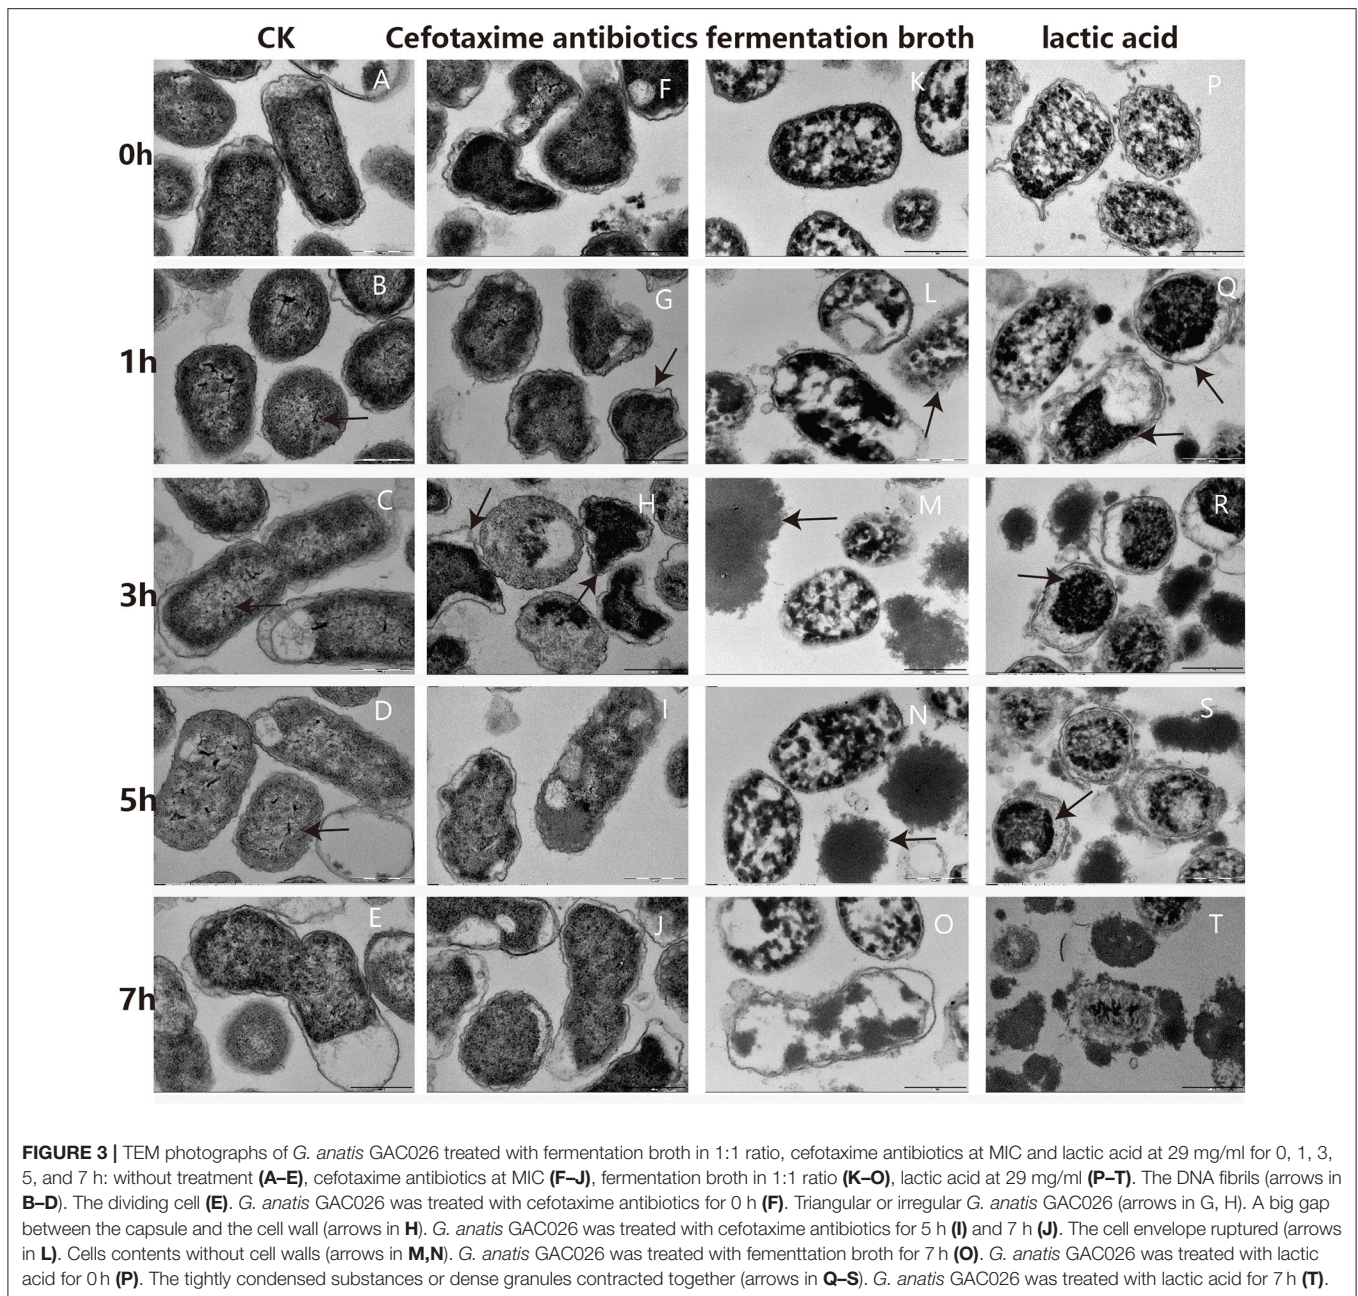 CK Cefotaxime antibiotics fermentation broth lactic acid
0h A F K P
1h B G L Q
3h C H M R
5h D I N S
7h E J O T
FIGURE 3 | TEM photographs of G. anatis GAC026 treated with fermentation broth in 1:1 ratio, cefotaxime antibiotics at MIC and lactic acid at 29 mg/ml for 0, 1, 3,
5, and 7 h: without treatment (A–E), cefotaxime antibiotics at MIC (F–J), fermentation broth in 1:1 ratio (K–O), lactic acid at 29 mg/ml (P–T). The DNA fibrils (arrows in
B–D). The dividing cell (E). G. anatis GAC026 was treated with cefotaxime antibiotics for 0 h (F). Triangular or irregular G. anatis GAC026 (arrows in G, H). A big gap
between the capsule and the cell wall (arrows in H). G. anatis GAC026 was treated with cefotaxime antibiotics for 5 h (I) and 7 h (J). The cell envelope ruptured (arrows
in L). Cells contents without cell walls (arrows in M,N). G. anatis GAC026 was treated with fementtation broth for 7 h (O). G. anatis GAC026 was treated with lactic
acid for 0 h (P). The tightly condensed substances or dense granules contracted together (arrows in Q–S). G. anatis GAC026 was treated with lactic acid for 7 h (T).